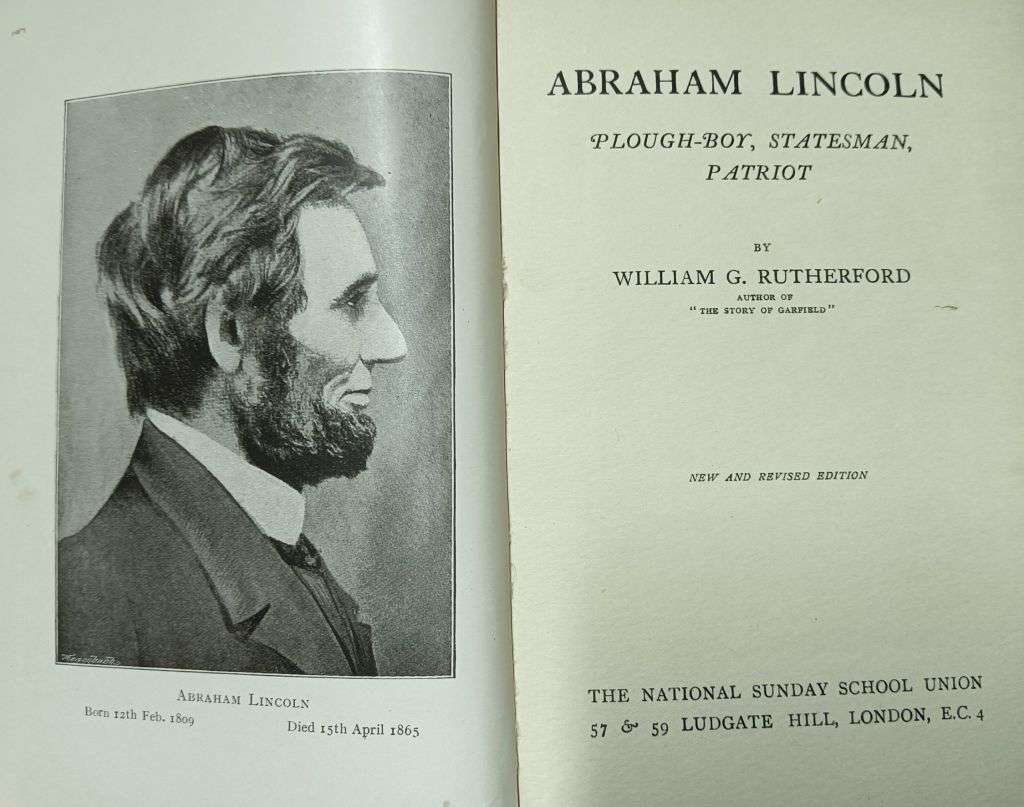 ABRAHAM LINCOLN
Born 12th Feb. 1809
Died 15th April 1865
ABRAHAM LINCOLN
PLOUGH-BOY, STATESMAN,
PATRIOT
BY
WILLIAM G. RUTHERFORD
AUTHOR OF
"THE STORY OF GARFIELD"
NEW AND REVISED EDITION
THE NATIONAL SUNDAY SCHOOL UNION
57 & 59 LUDGATE HILL, LONDON, E.C. 4